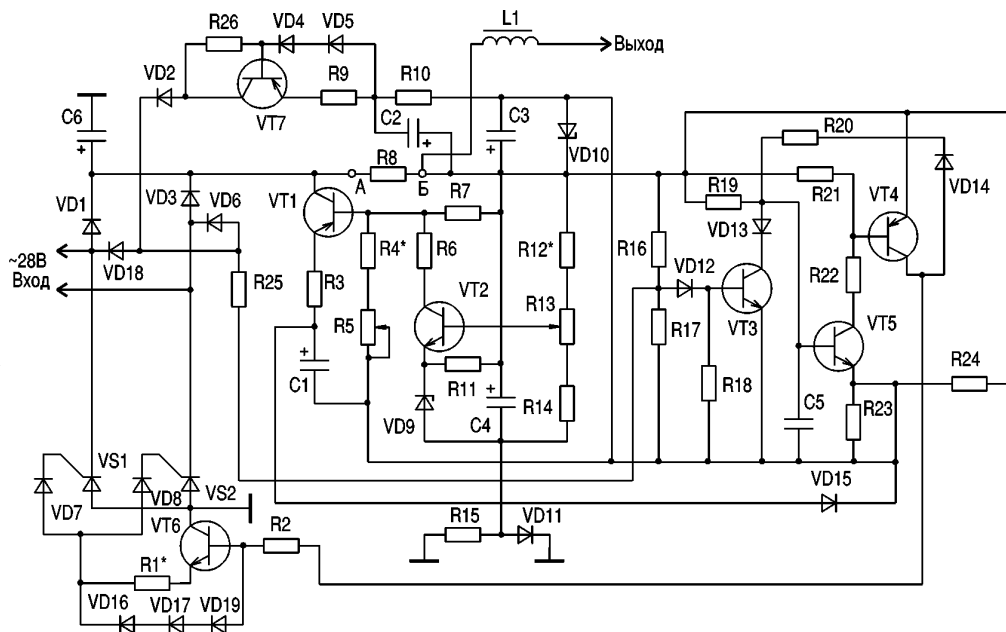 R26
VD4
VD5
L1
Выход
VD2
R9
R10
C6
+
VT7
C2
+
C3
+
VD10
R20
R8
А
Б
VD1
VD3
VD6
VT1
R7
R19
R21
VT4
VD14
~28В
Вход
VD18
R25
R3
R4*
R6
R12*
R16
VD13
VD12
R22
VT2
R5
R13
R17
VT3
VT5
+
C1
R11
R18
R24
VD9
+
C4
R14
C5
R23
VS1
VD7
VD8
VS2
VD15
VT6
R2
R15
VD11
R1*
VD16
VD17
VD19